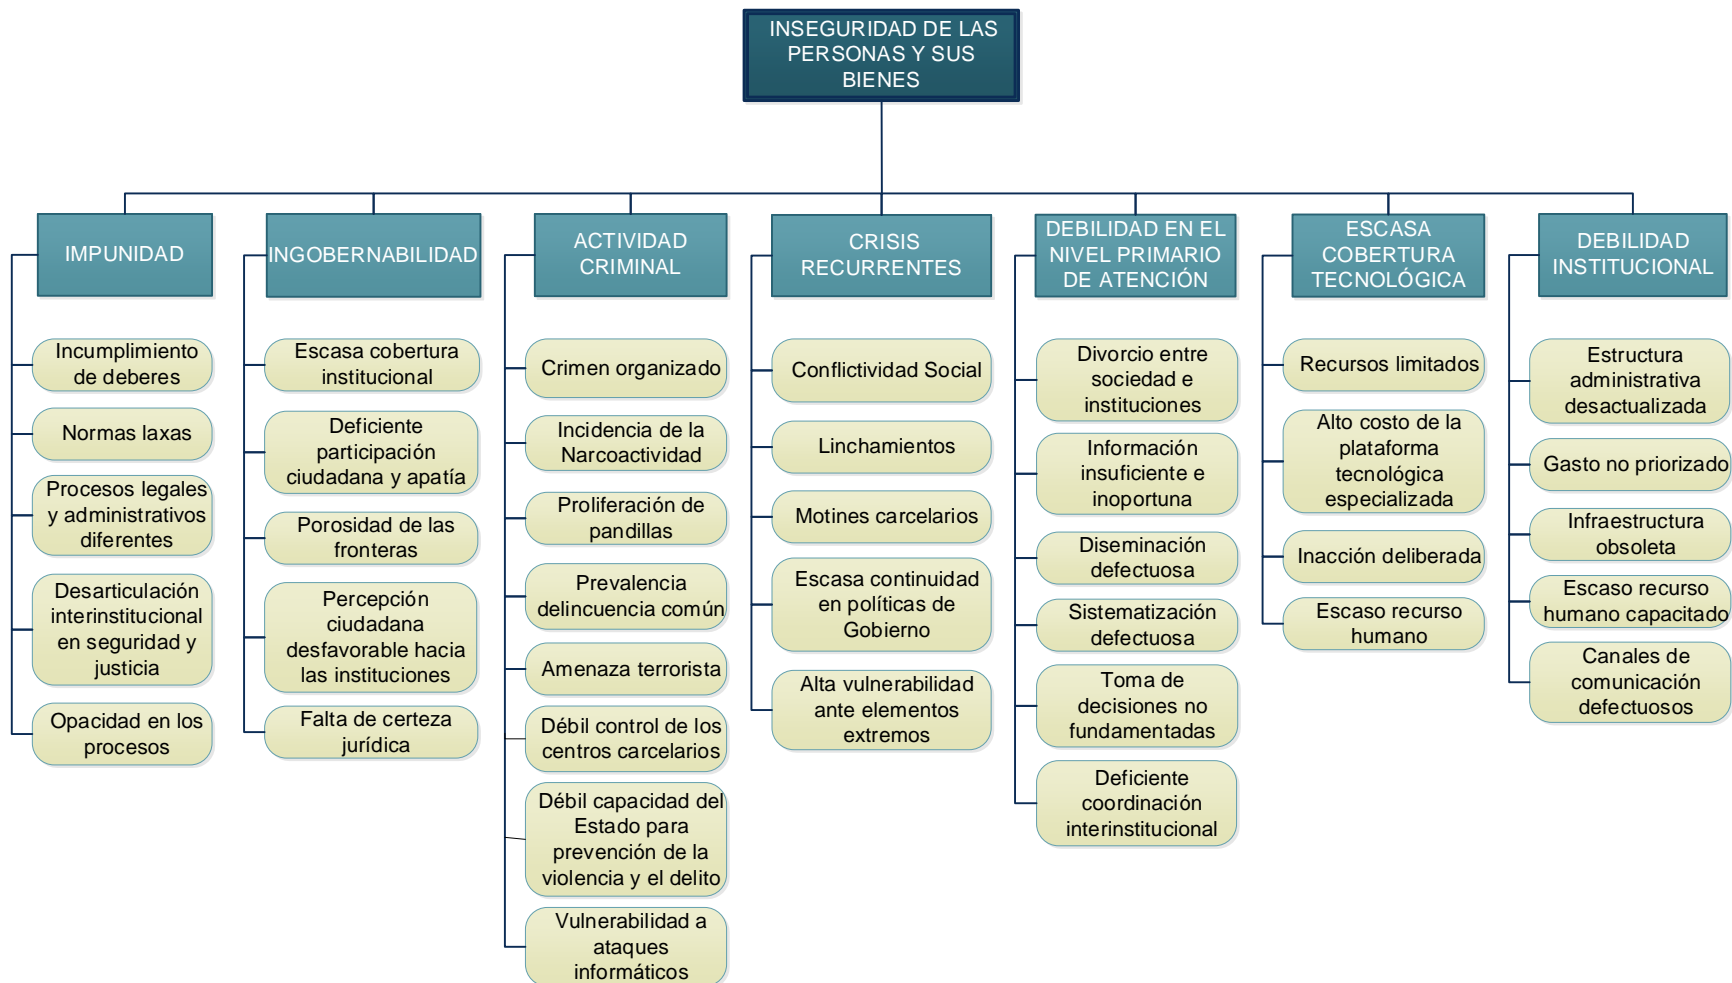 INSEGURIDAD DE LAS
PERSONAS Y SUS
BIENES
IMPUNIDAD
Incumplimiento
de deberes
Normas laxas
Procesos legales
y administrativos
diferentes
Desarticulación
interinstitucional
en seguridad y
justicia
Opacidad en los
procesos
INGOBERNABILIDAD
Escasa cobertura
institucional
Deficiente
participación
ciudadana y apatía
Porosidad de las
fronteras
Percepción
ciudadana
desfavorable hacia
las instituciones
Falta de certeza
jurídica
ACTIVIDAD
CRIMINAL
Crimen organizado
Incidencia de la
Narcoactividad
Proliferación de
pandillas
Prevalencia
delincuencia común
Amenaza terrorista
Débil control de los
centros carcelarios
Débil capacidad del
Estado para
prevención de la
violencia y el delito
Vulnerabilidad a
ataques
informáticos
CRISIS
RECURRENTES
Conflictividad Social
Linchamientos
Motines carcelarios
Escasa continuidad
en políticas de
Gobierno
Alta vulnerabilidad
ante elementos
extremos
DEBILIDAD EN EL
NIVEL PRIMARIO
DE ATENCIÓN
Divorcio entre
sociedad e
instituciones
Información
insuficiente e
inoportuna
Diseminación
defectuosa
Sistematización
defectuosa
Toma de
decisiones no
fundamentadas
Deficiente
coordinación
interinstitucional
ESCASA
COBERTURA
TECNOLÓGICA
Recursos limitados
Alto costo de la
plataforma
tecnológica
especializada
Inacción deliberada
Escaso recurso
humano
DEBILIDAD
INSTITUCIONAL
Estructura
administrativa
desactualizada
Gasto no priorizado
Infraestructura
obsoleta
Escaso recurso
humano capacitado
Canales de
comunicación
defectuosos